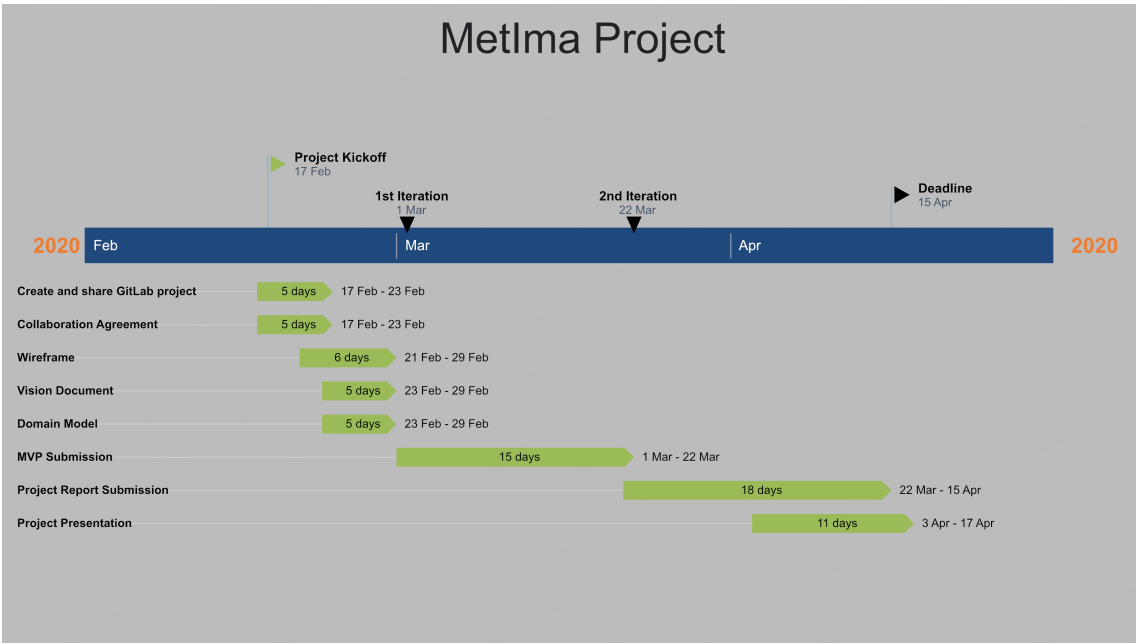 MetIma Project
Project Kickoff
17 Feb
1st Iteration
1 Mar
2nd Iteration
22 Mar
Deadline
15 Apr
2020 Feb Mar Apr 2020
Create and share GitLab project 5 days 17 Feb - 23 Feb
Collaboration Agreement 5 days 17 Feb - 23 Feb
Wireframe 6 days 21 Feb - 29 Feb
Vision Document 5 days 23 Feb - 29 Feb
Domain Model 5 days 23 Feb - 29 Feb
MVP Submission 15 days 1 Mar - 22 Mar
Project Report Submission 18 days 22 Mar - 15 Apr
Project Presentation 11 days 3 Apr - 17 Apr